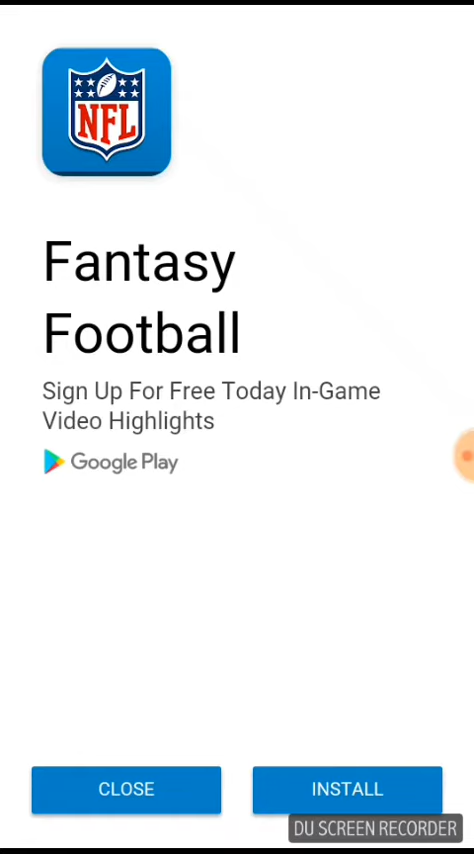 NFL
Fantasy
Football
Sign Up For Free Today In-Game
Video Highlights
Google Play
CLOSE
INSTALL
DU SCREEN RECORDER